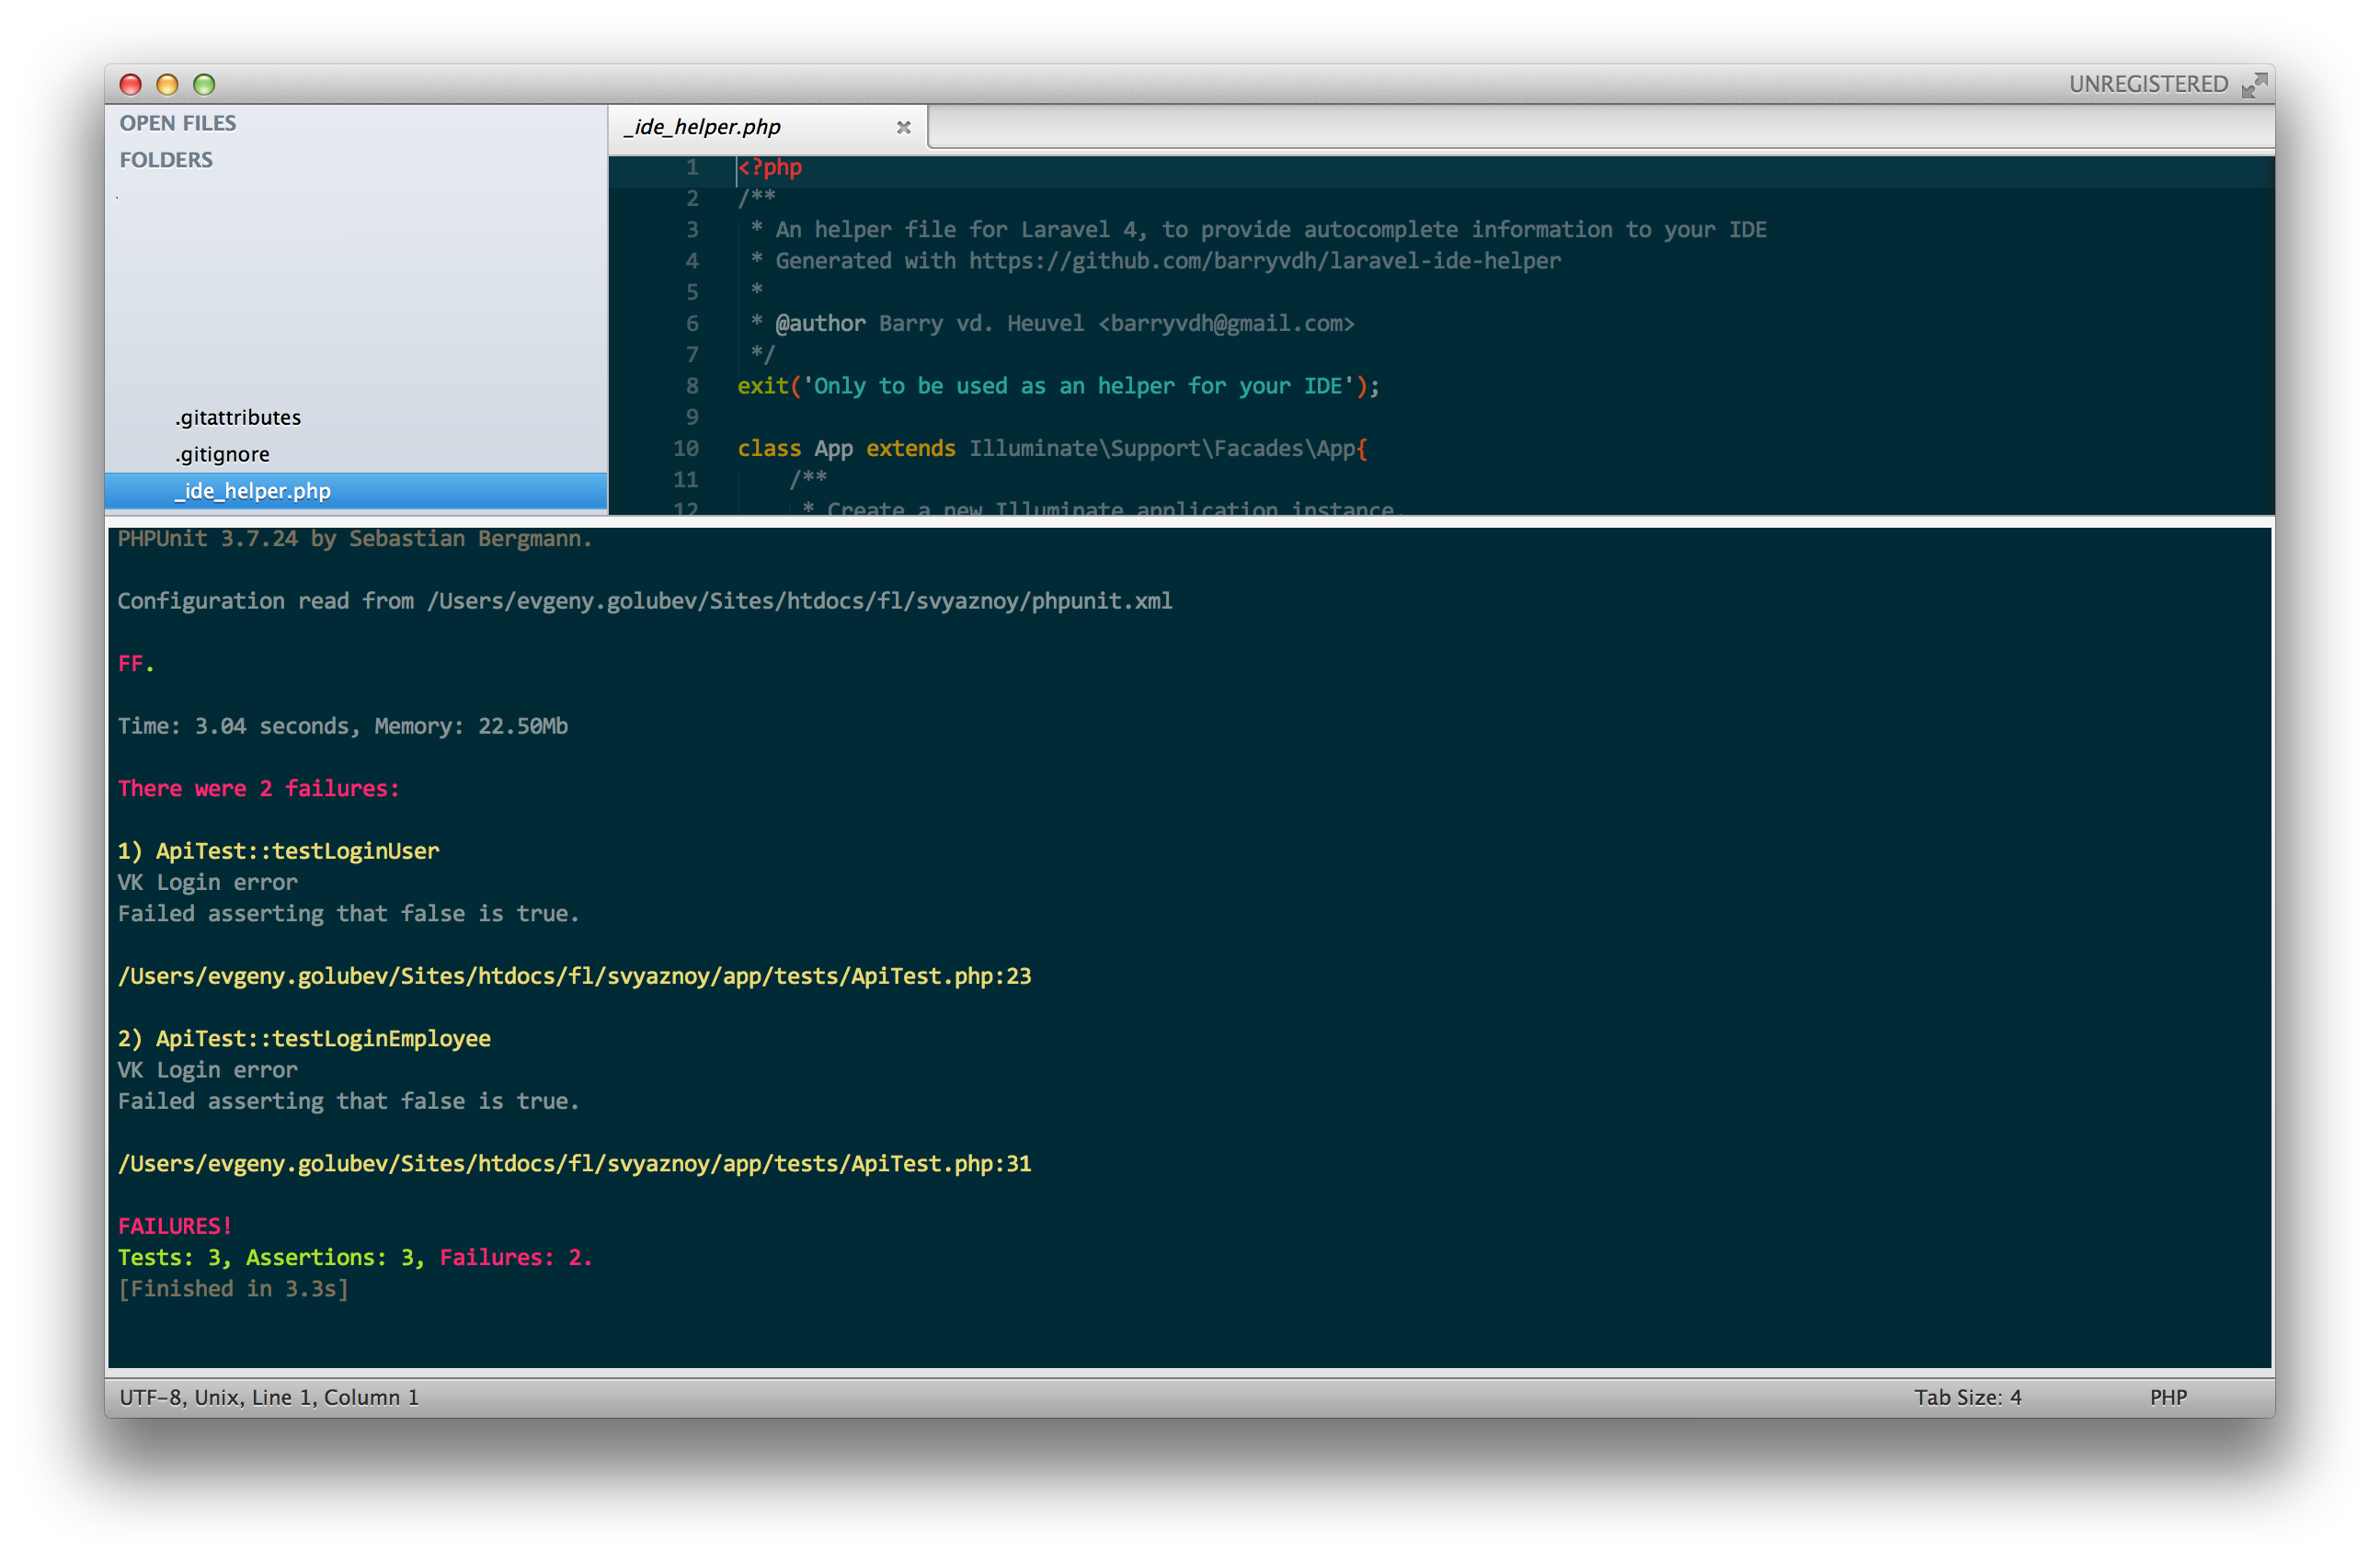 UNREGISTERED
OPEN FILES
FOLDERS
.gitattributes
.gitignore
_ide_helper.php
_ide_helper.php
1 <?php
2 /**
3  * An helper file for Laravel 4, to provide autocomplete information to your IDE
4  * Generated with https://github.com/barryvdh/laravel-ide-helper
5  *
6  * @author Barry vd. Heuvel <barryvdh@gmail.com>
7  */
8 exit('Only to be used as an helper for your IDE');
9
10 class App extends Illuminate\Support\Facades\App{
11     /**
12      * Create a new Illuminate application instance.
PHPUnit 3.7.24 by Sebastian Bergmann.
Configuration read from /Users/evgeny.golubev/Sites/htdocs/fl/svyaznoy/phpunit.xml
FF.
Time: 3.04 seconds, Memory: 22.50Mb
There were 2 failures:
1) ApiTest::testLoginUser
VK Login error
Failed asserting that false is true.
/Users/evgeny.golubev/Sites/htdocs/fl/svyaznoy/app/tests/ApiTest.php:23
2) ApiTest::testLoginEmployee
VK Login error
Failed asserting that false is true.
/Users/evgeny.golubev/Sites/htdocs/fl/svyaznoy/app/tests/ApiTest.php:31
FAILURES!
Tests: 3, Assertions: 3, Failures: 2.
[Finished in 3.3s]
UTF-8, Unix, Line 1, Column 1
Tab Size: 4
PHP